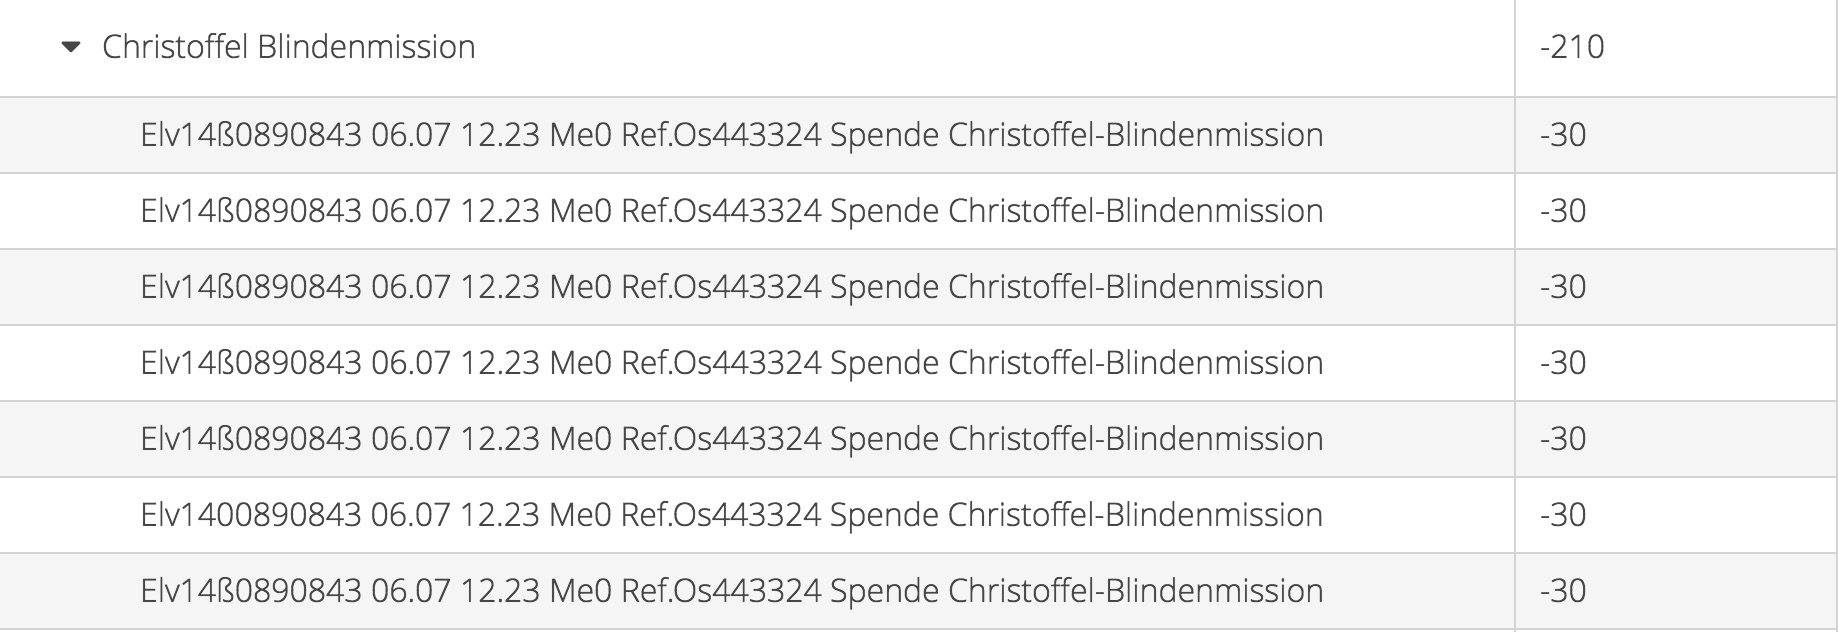 Christoffel Blindenmission -210
Elv14ß0890843 06.07 12.23 Me0 Ref.Os443324 Spende Christoffel-Blindenmission -30
Elv14ß0890843 06.07 12.23 Me0 Ref.Os443324 Spende Christoffel-Blindenmission -30
Elv14ß0890843 06.07 12.23 Me0 Ref.Os443324 Spende Christoffel-Blindenmission -30
Elv14ß0890843 06.07 12.23 Me0 Ref.Os443324 Spende Christoffel-Blindenmission -30
Elv14ß0890843 06.07 12.23 Me0 Ref.Os443324 Spende Christoffel-Blindenmission -30
Elv1400890843 06.07 12.23 Me0 Ref.Os443324 Spende Christoffel-Blindenmission -30
Elv14ß0890843 06.07 12.23 Me0 Ref.Os443324 Spende Christoffel-Blindenmission -30